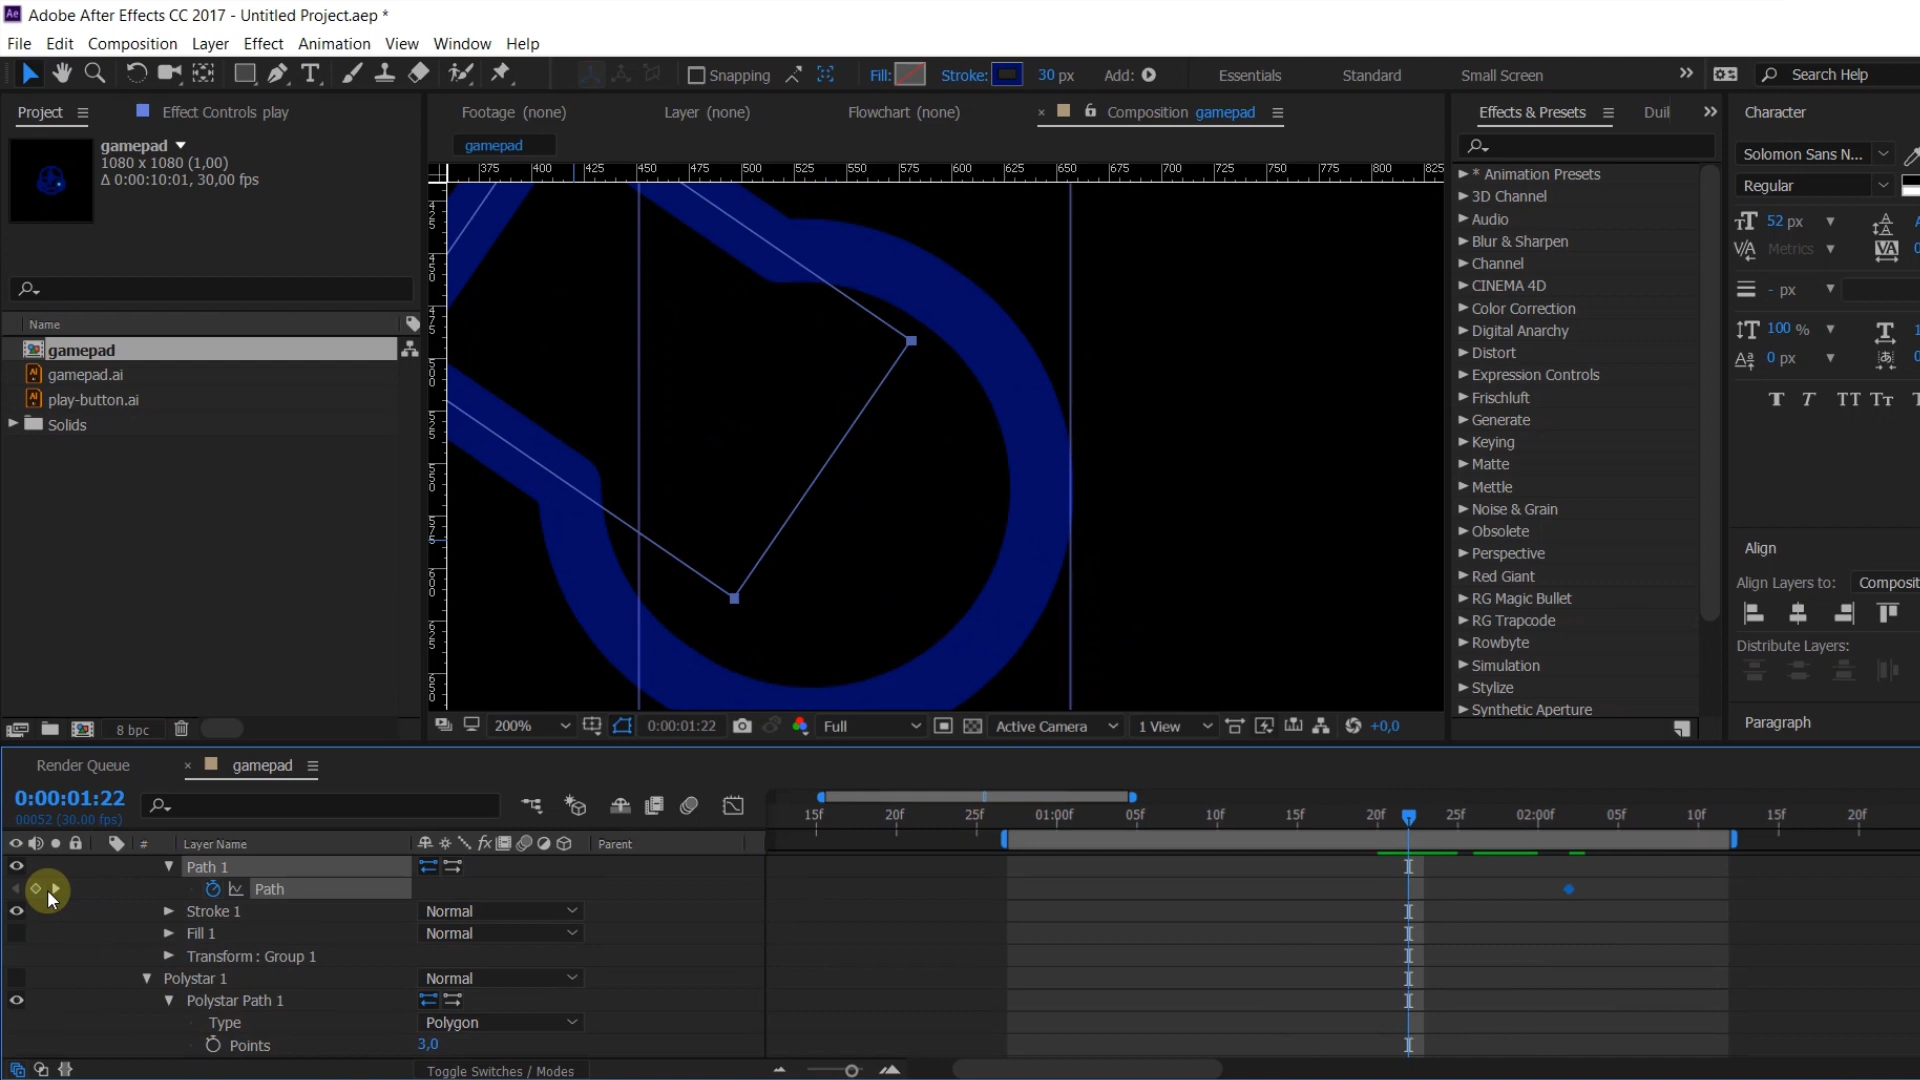 Adobe After Effects CC 2017 - Untitled Project.aep *
File Edit Composition Layer Effect Animation View Window Help
Snapping Fill: Stroke: 30 px Add: Essentials Standard Small Screen Search Help
Project Effect Controls play Footage (none) Layer (none) Flowchart (none) Composition gamepad Effects & Presets Duil Character
gamepad
1080 x 1080 (1,00)
Δ 0:00:10:01, 30,00 fps
gamepad
375 400 425 450 475 500 525 550 575 600 625 650 675 700 725 750 775 800 825
Solomon Sans N...
Regular
52 px
Metrics
- px
100 %
0 px
T T TT Tt
Name
gamepad
gamepad.ai
play-button.ai
Solids
* Animation Presets
3D Channel
Audio
Blur & Sharpen
Channel
CINEMA 4D
Color Correction
Digital Anarchy
Distort
Expression Controls
Frischluft
Generate
Keying
Matte
Mettle
Noise & Grain
Obsolete
Perspective
Red Giant
RG Magic Bullet
RG Trapcode
Rowbyte
Simulation
Stylize
Synthetic Aperture
Align
Align Layers to: Composit
Distribute Layers:
Paragraph
8 bpc
200% 0:00:01:22 Full Active Camera 1 View +0,0
Render Queue gamepad
0:00:01:22
00052 (30.00 fps)
15f 20f 25f 01:00f 05f 10f 15f 20f 25f 02:00f 05f 10f 15f 20f
# Layer Name Parent
Path 1
Path
Stroke 1 Normal
Fill 1 Normal
Transform : Group 1
Polystar 1 Normal
Polystar Path 1
Type Polygon
Points 3,0
Toggle Switches / Modes